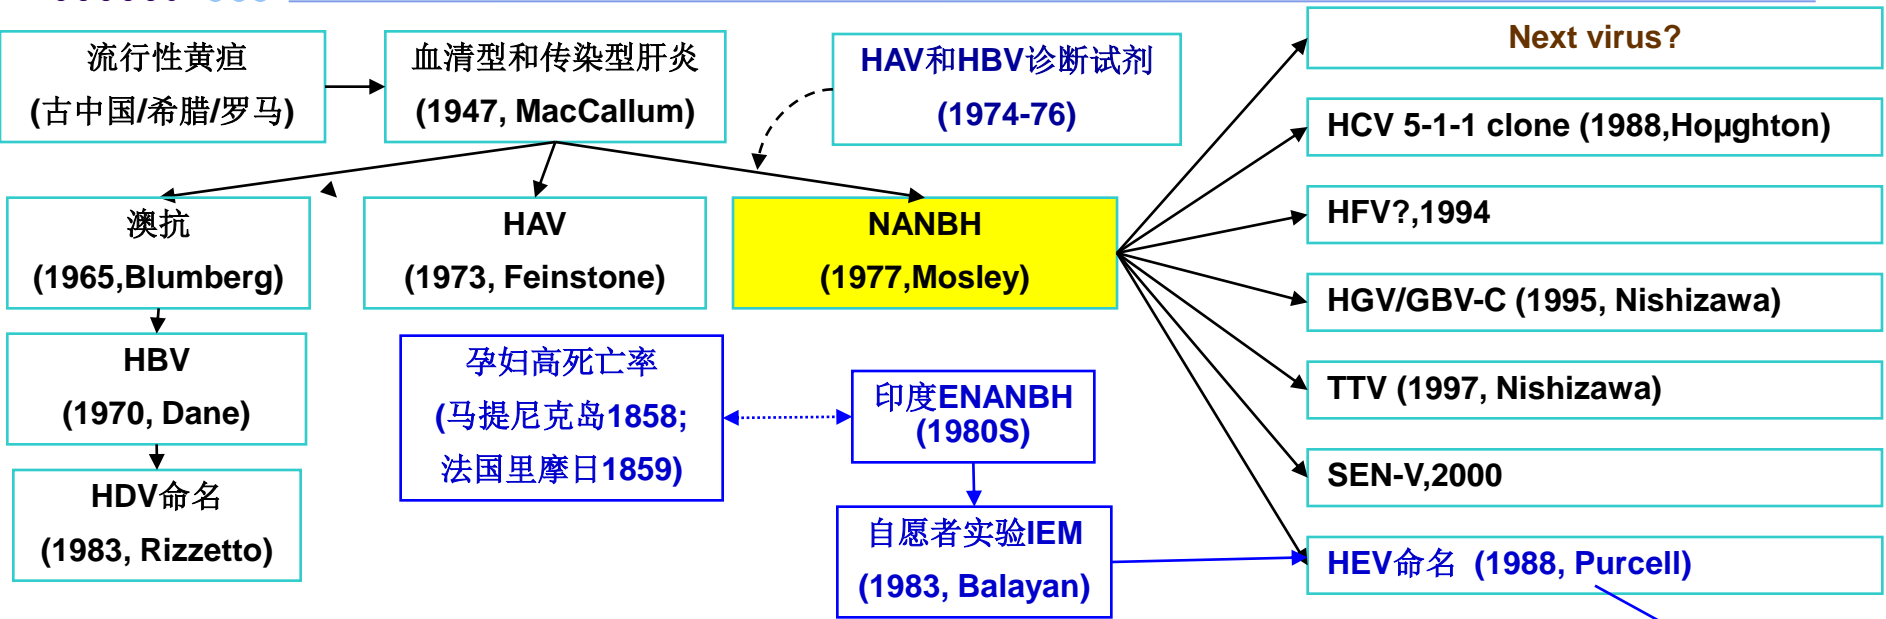 流行性黄疸
(古中国/希腊/罗马)
血清型和传染型肝炎
(1947, MacCallum)
HAV和HBV诊断试剂
(1974-76)
Next virus?
HCV 5-1-1 clone (1988,Hoμghton)
HFV?,1994
HGV/GBV-C (1995, Nishizawa)
TTV (1997, Nishizawa)
SEN-V,2000
HEV命名 (1988, Purcell)
澳抗
(1965,Blumberg)
HAV
(1973, Feinstone)
NANBH
(1977,Mosley)
HBV
(1970, Dane)
HDV命名
(1983, Rizzetto)
孕妇高死亡率
(马提尼克岛1858;
法国里摩日1859)
印度ENANBH
(1980S)
自愿者实验IEM
(1983, Balayan)